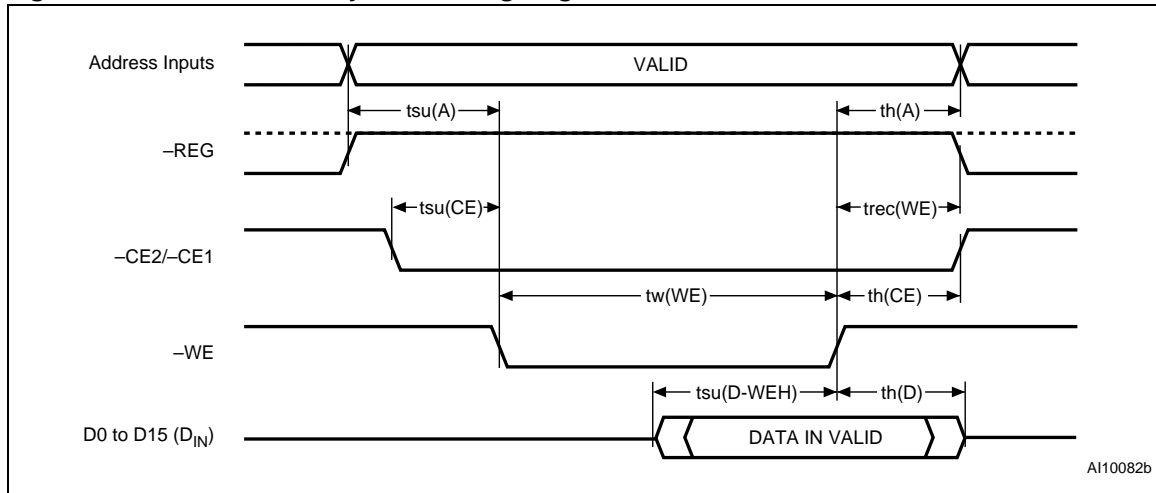 Address Inputs
VALID
tsu(A)
th(A)
–REG
tsu(CE)
trec(WE)
–CE2/–CE1
tw(WE)
th(CE)
–WE
tsu(D-WEH)
th(D)
D0 to D15 (DIN)
DATA IN VALID
AI10082b